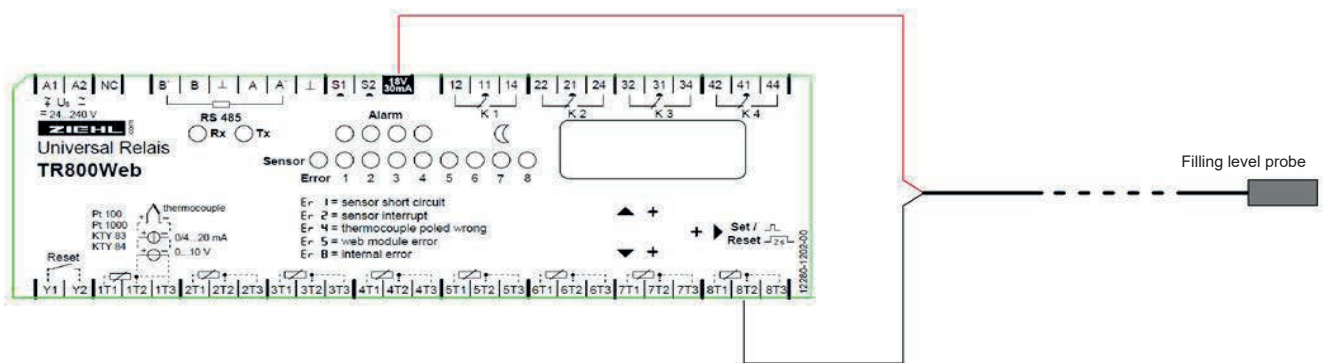 A1 A2 NC B' B ⊥ A A' ⊥ S1 S2 18V 30mA 12 11 14 22 21 24 32 31 34 42 41 44
Us
= 24...240 V
RS 485
Alarm
K 1 K 2 K 3 K 4
ZIEHL .com
Rx Tx
Universal Relais
TR800Web
Sensor
Error 1 2 3 4 5 6 7 8
Filling level probe
thermocouple
Pt 100
Pt 1000
KTY 83
KTY 84
0/4...20 mA
0...10 V
Er 1 = sensor short circuit
Er 2 = sensor interrupt
Er 4 = thermocouple poled wrong
Er 5 = web module error
Er 8 = internal error
▲ +
▼ +
+ ▶ Set /
Reset 2s
12280-1202-00
Reset
Y1 Y2 1T1 1T2 1T3 2T1 2T2 2T3 3T1 3T2 3T3 4T1 4T2 4T3 5T1 5T2 5T3 6T1 6T2 6T3 7T1 7T2 7T3 8T1 8T2 8T3